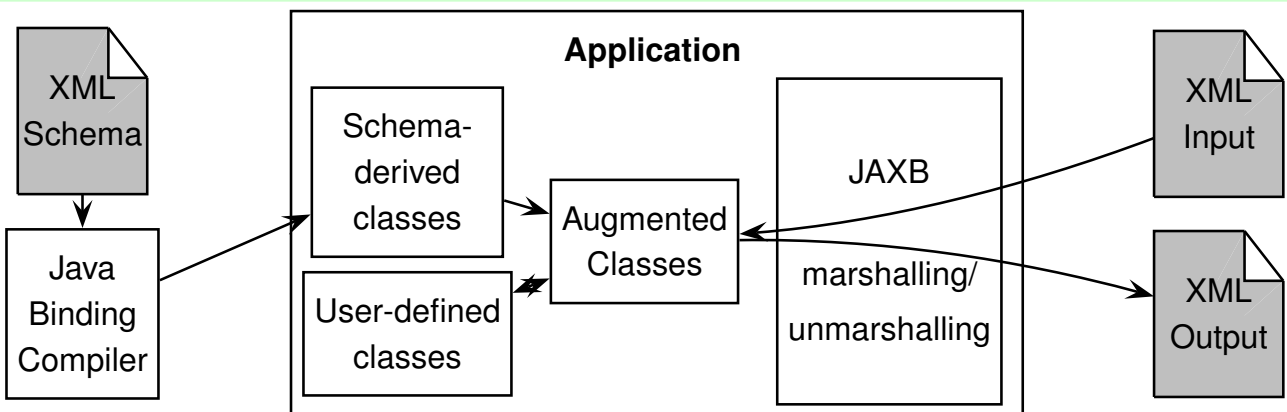 XML
Schema
Java
Binding
Compiler
Application
Schema-
derived
classes
User-defined
classes
Augmented
Classes
JAXB
marshalling/
unmarshalling
XML
Input
XML
Output